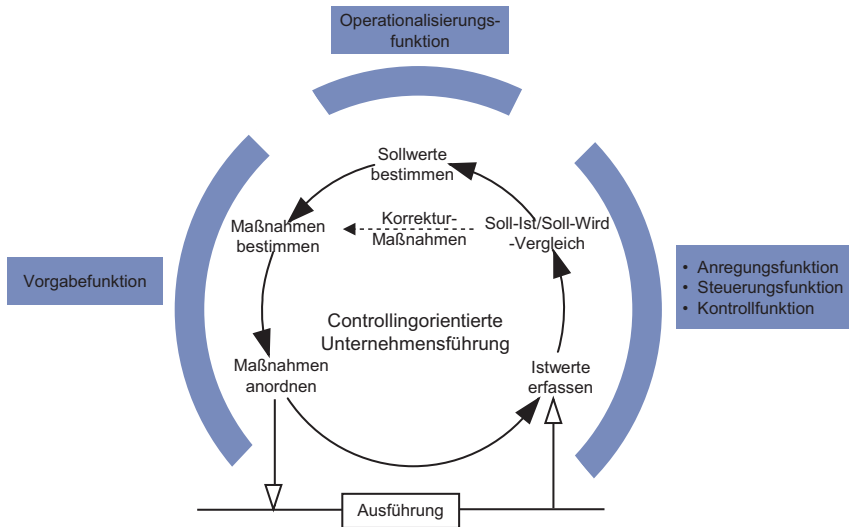 Operationalisierungs-
funktion
Sollwerte
bestimmen
Maßnahmen
bestimmen
Korrektur-
Maßnahmen
Soll-Ist/Soll-Wird
-Vergleich
Vorgabefunktion
• Anregungsfunktion
• Steuerungsfunktion
• Kontrollfunktion
Controllingorientierte
Unternehmensführung
Maßnahmen
anordnen
Istwerte
erfassen
Ausführung